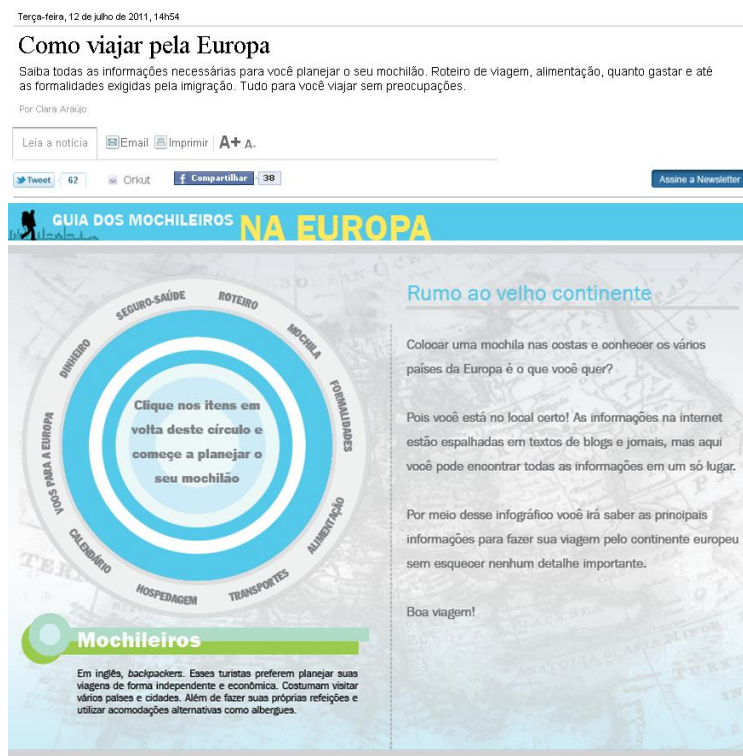 Terça-feira, 12 de julho de 2011, 14h54
Como viajar pela Europa
Saiba todas as informações necessárias para você planejar o seu mochilão. Roteiro de viagem, alimentação, quanto gastar e até
as formalidades exigidas pela imigração. Tudo para você viajar sem preocupações.
Por Clara Araújo
Leia a notícia Email Imprimir A+ A-
Tweet 62 Orkut Compartilhar 38 Assine a Newsletter
GUIA DOS MOCHILEIROS NA EUROPA
SEGURO-SAÚDE
ROTEIRO
MOCHILA
FORMALIDADES
ALIMENTAÇÃO
TRANSPORTES
HOSPEDAGEM
CALENDÁRIO
VOOS PARA A EUROPA
DINHEIRO
Clique nos itens em
volta deste círculo e
começe a planejar o
seu mochilão
Mochileiros
Em inglês, backpackers. Esses turistas preferem planejar suas
viagens de forma independente e econômica. Costumam visitar
vários países e cidades. Além de fazer suas próprias refeições e
utilizar acomodações alternativas como albergues.
Rumo ao velho continente
Colocar uma mochila nas costas e conhecer os vários
países da Europa é o que você quer?
Pois você está no local certo! As informações na internet
estão espalhadas em textos de blogs e jornais, mas aqui
você pode encontrar todas as informações em um só lugar.
Por meio desse infográfico você irá saber as principais
informações para fazer sua viagem pelo continente europeu
sem esquecer nenhum detalhe importante.
Boa viagem!